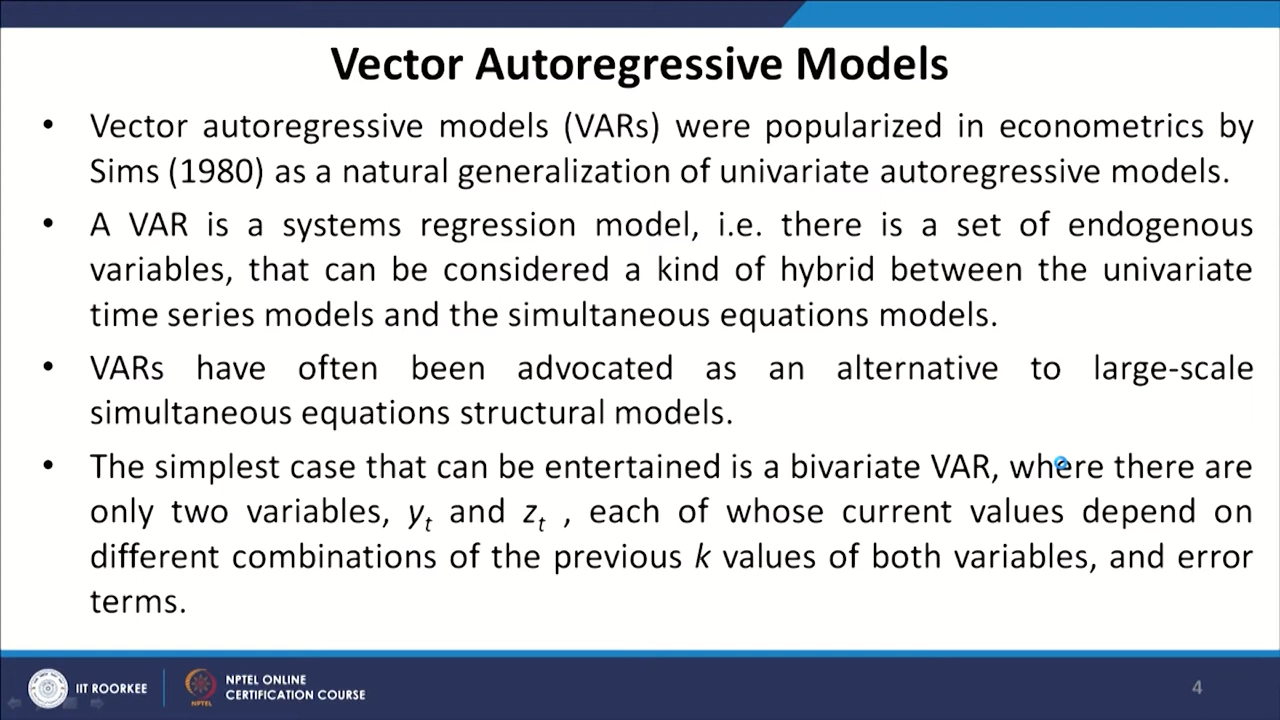 Vector Autoregressive Models
• Vector autoregressive models (VARs) were popularized in econometrics by
Sims (1980) as a natural generalization of univariate autoregressive models.
• A VAR is a systems regression model, i.e. there is a set of endogenous
variables, that can be considered a kind of hybrid between the univariate
time series models and the simultaneous equations models.
• VARs have often been advocated as an alternative to large-scale
simultaneous equations structural models.
• The simplest case that can be entertained is a bivariate VAR, where there are
only two variables, yt and zt , each of whose current values depend on
different combinations of the previous k values of both variables, and error
terms.
IIT ROORKEE
NPTEL
NPTEL ONLINE
CERTIFICATION COURSE
4